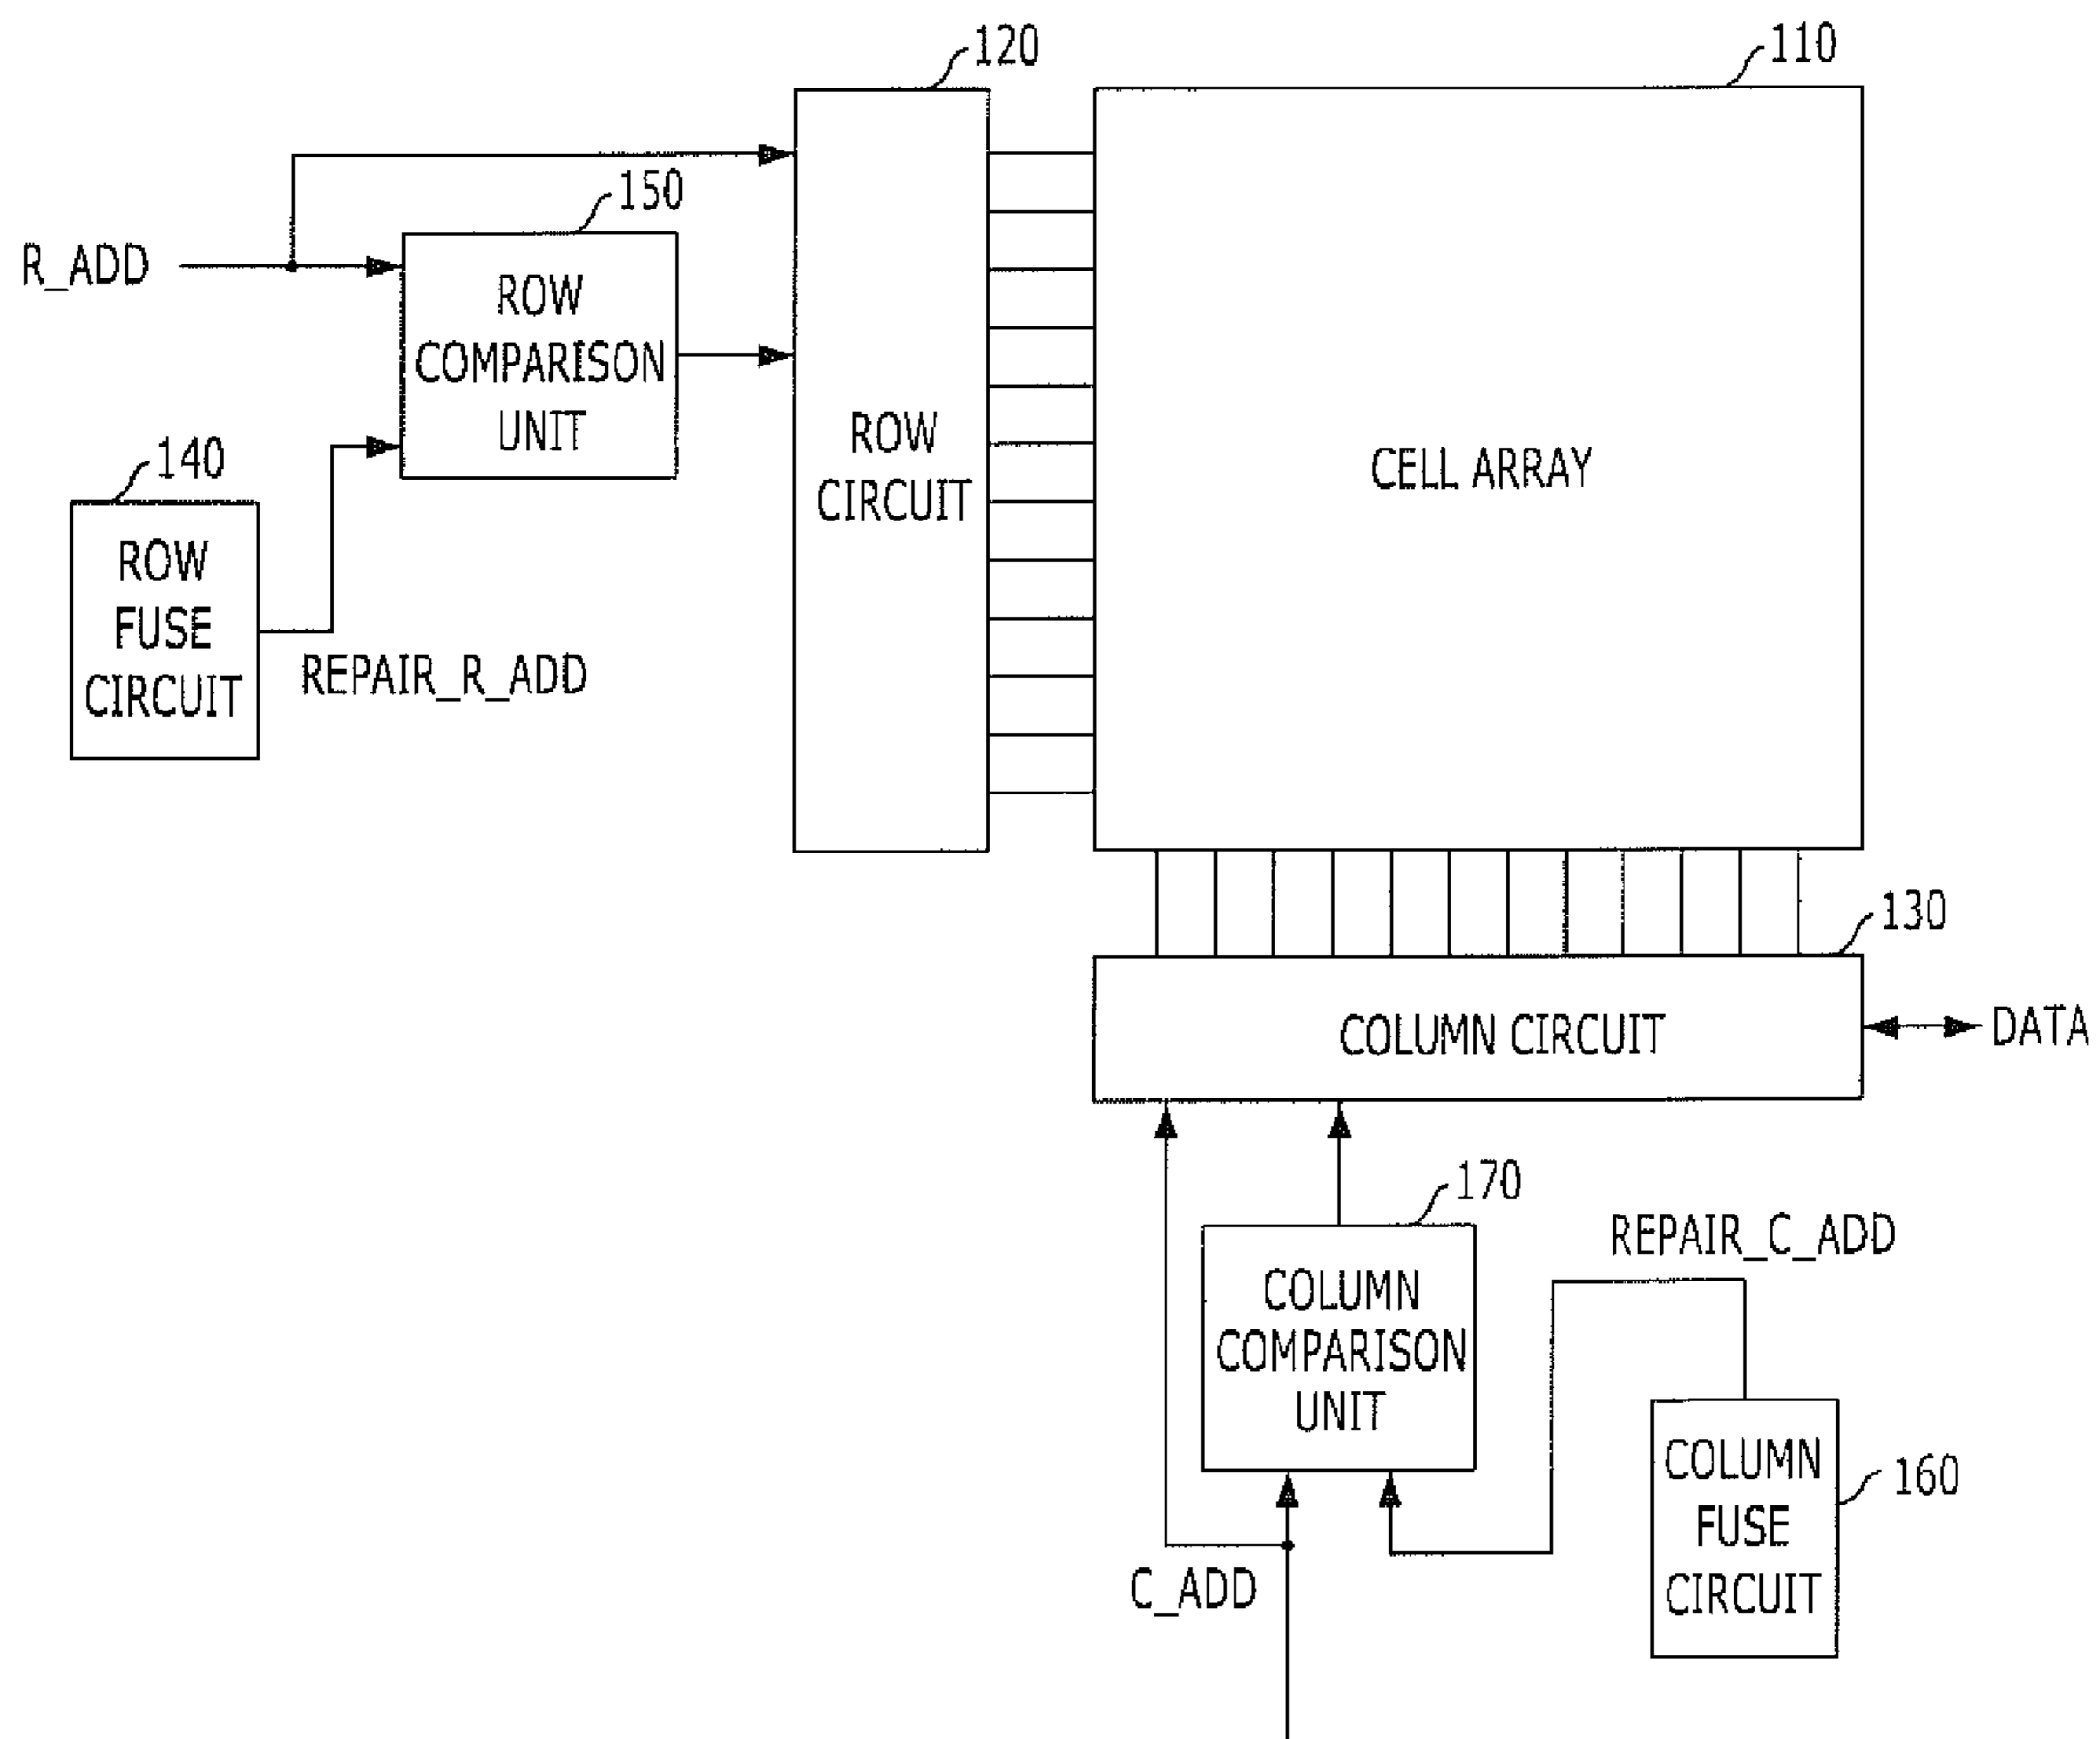 120
110
150
R_ADD
ROW
COMPARISON
UNIT
140
ROW
CIRCUIT
CELL ARRAY
ROW
FUSE
CIRCUIT
REPAIR_R_ADD
130
COLUMN CIRCUIT
DATA
170
REPAIR_C_ADD
COLUMN
COMPARISON
UNIT
COLUMN
FUSE
CIRCUIT
160
C_ADD